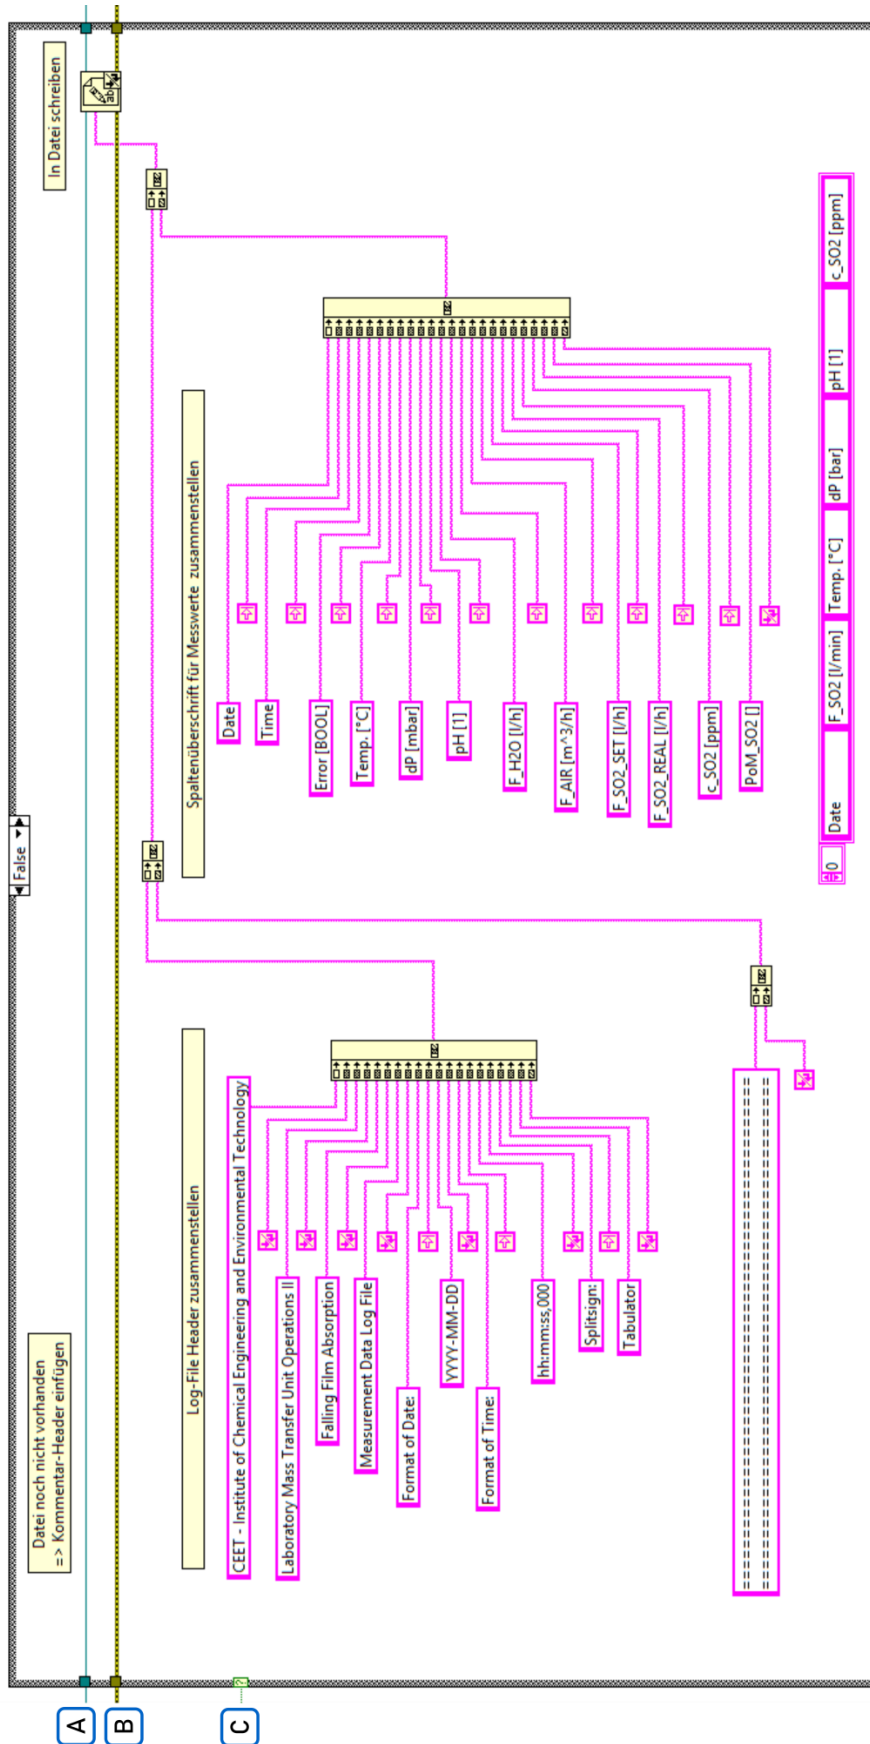 Datei noch nicht vorhanden
=> Kommentar-Header einfügen
False
In Datei schreiben
A
B
C
Log-File Header zusammenstellen
CEET - Institute of Chemical Engineering and Environmental Technology
Laboratory Mass Transfer Unit Operations II
Falling Film Absorption
Measurement Data Log File
Format of Date:
YYYY-MM-DD
Format of Time:
hh:mm:ss,000
Splitsign:
Tabulator
Spaltenüberschrift für Messwerte zusammenstellen
Date
Time
Error [BOOL]
Temp. [°C]
dP [mbar]
pH [1]
F_H2O [l/h]
F_AIR [m^3/h]
F_SO2_SET [l/h]
F_SO2_REAL [l/h]
c_SO2 [ppm]
PoM_SO2 []
0
Date
F_SO2 [l/min]
Temp. [°C]
dP [bar]
pH [1]
c_SO2 [ppm]